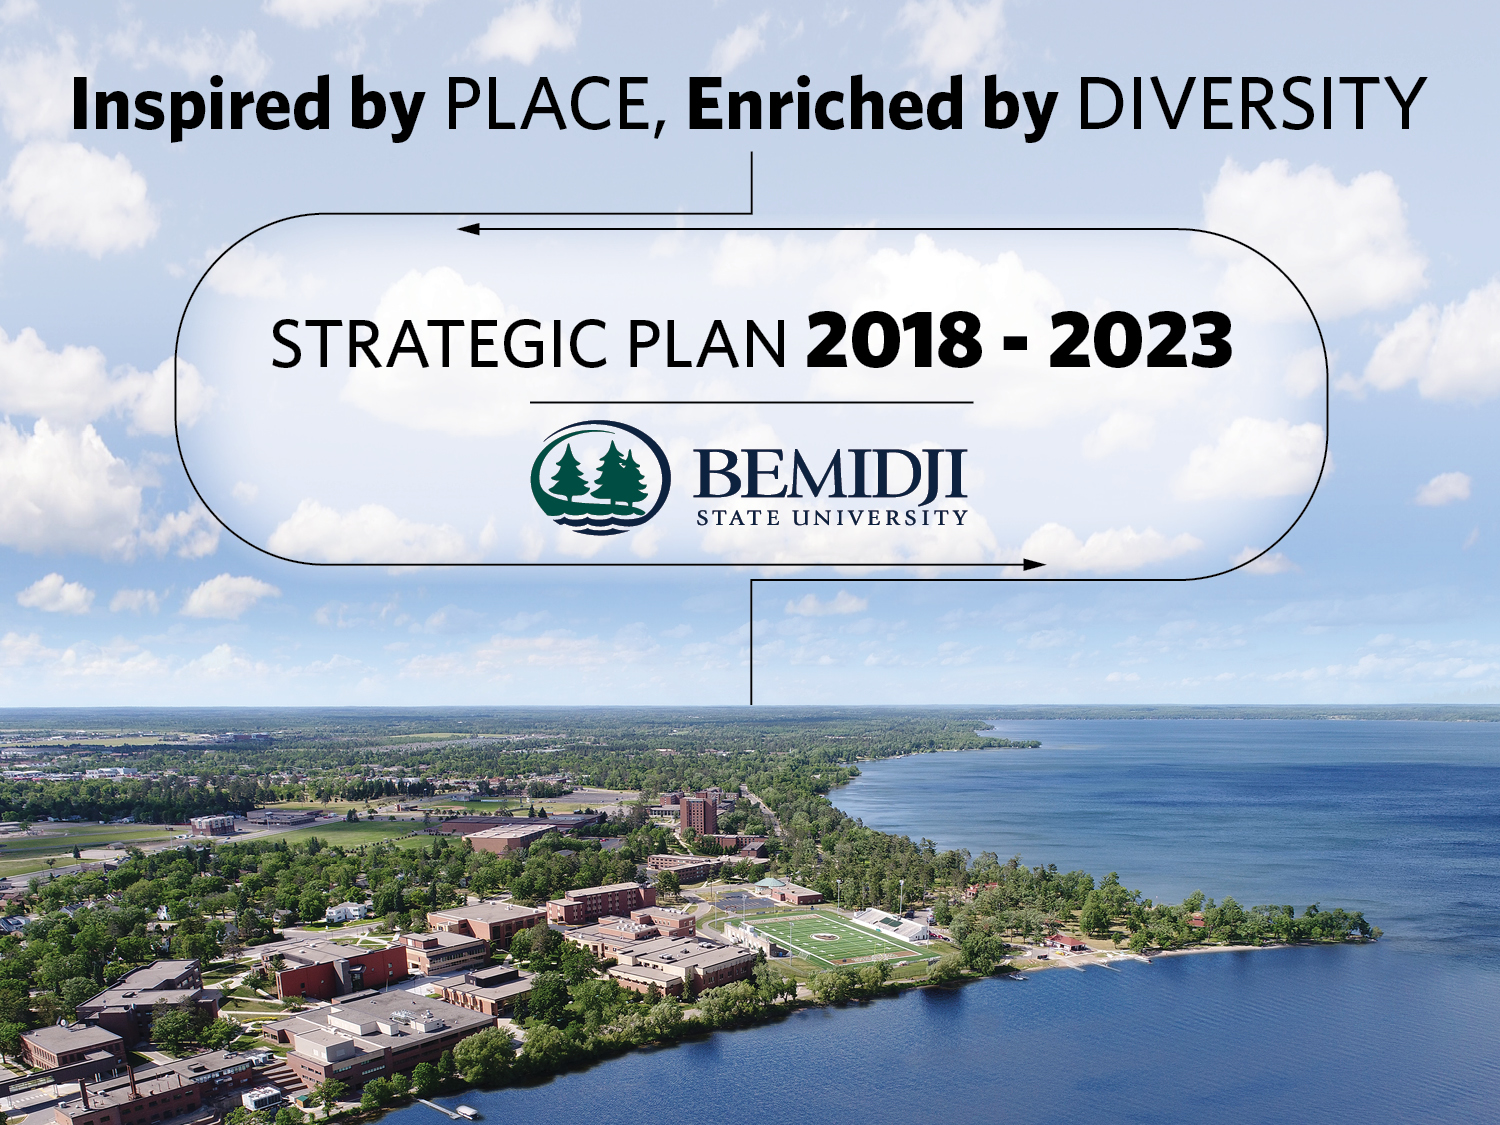 Inspired by PLACE, Enriched by DIVERSITY
STRATEGIC PLAN 2018 - 2023
BEMIDJI
STATE UNIVERSITY